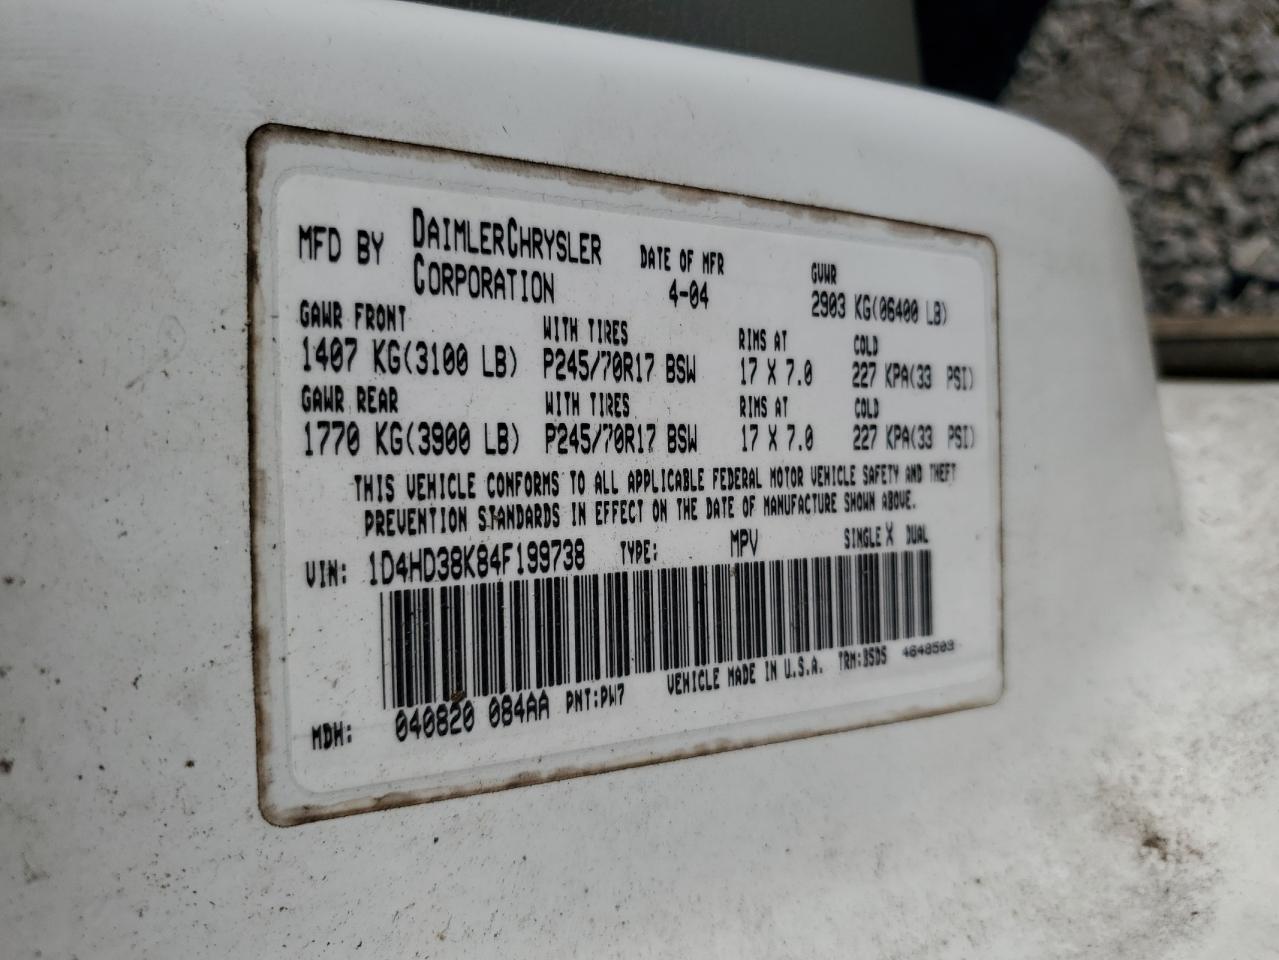 MFD BY DAIMLERCHRYSLER CORPORATION DATE OF MFR 4-04 GVWR 2903 KG(06400 LB)
GAWR FRONT WITH TIRES RIMS AT COLD
1407 KG(3100 LB) P245/70R17 BSW 17 X 7.0 227 KPA(33 PSI)
GAWR REAR WITH TIRES RIMS AT COLD
1770 KG(3900 LB) P245/70R17 BSW 17 X 7.0 227 KPA(33 PSI)
THIS VEHICLE CONFORMS TO ALL APPLICABLE FEDERAL MOTOR VEHICLE SAFETY AND THEFT
PREVENTION STANDARDS IN EFFECT ON THE DATE OF MANUFACTURE SHOWN ABOVE.
VIN: 1D4HD38K84F199738 TYPE: MPV SINGLE X DUAL
MDH: 040820 084AA PNT:PW7 VEHICLE MADE IN U.S.A. TRM:BSD5